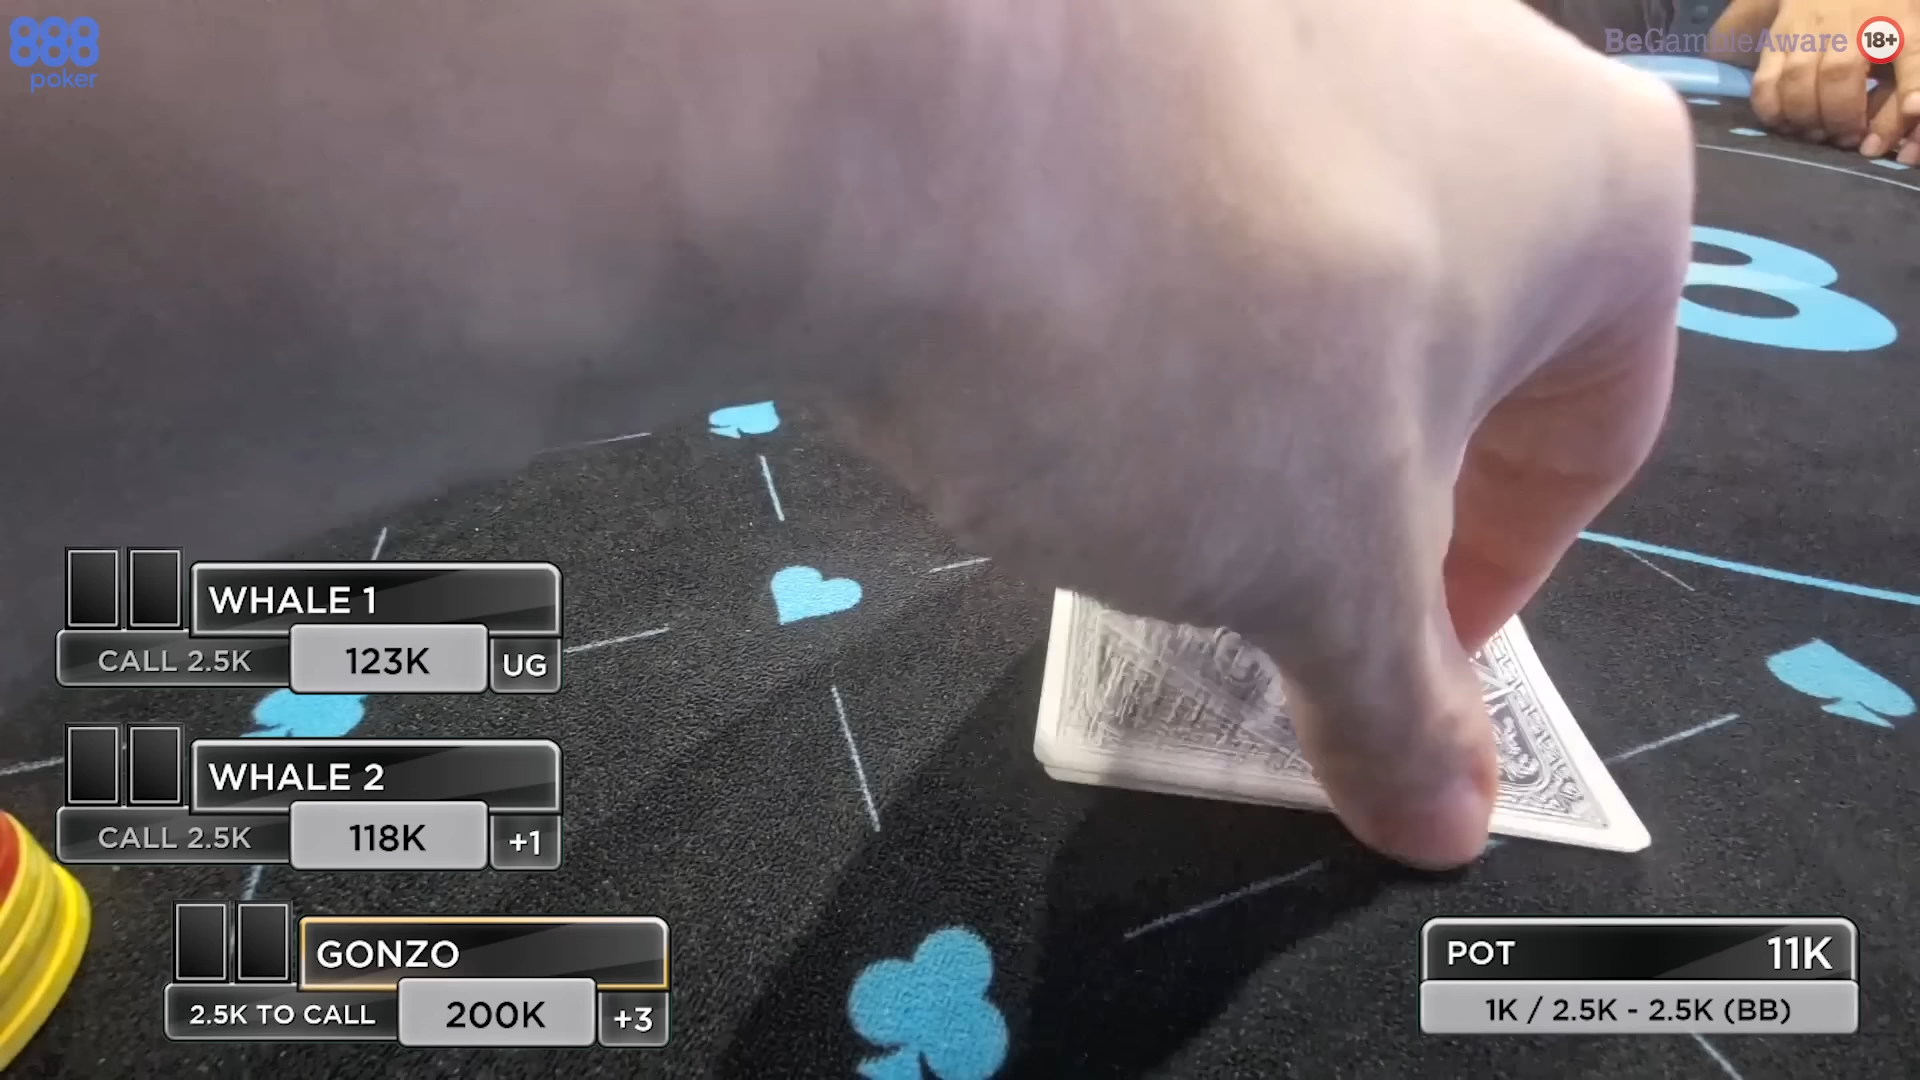 888
poker
BeGambleAware 18+
WHALE 1
CALL 2.5K 123K UG
WHALE 2
CALL 2.5K 118K +1
GONZO
2.5K TO CALL 200K +3
POT 11K
1K / 2.5K - 2.5K (BB)